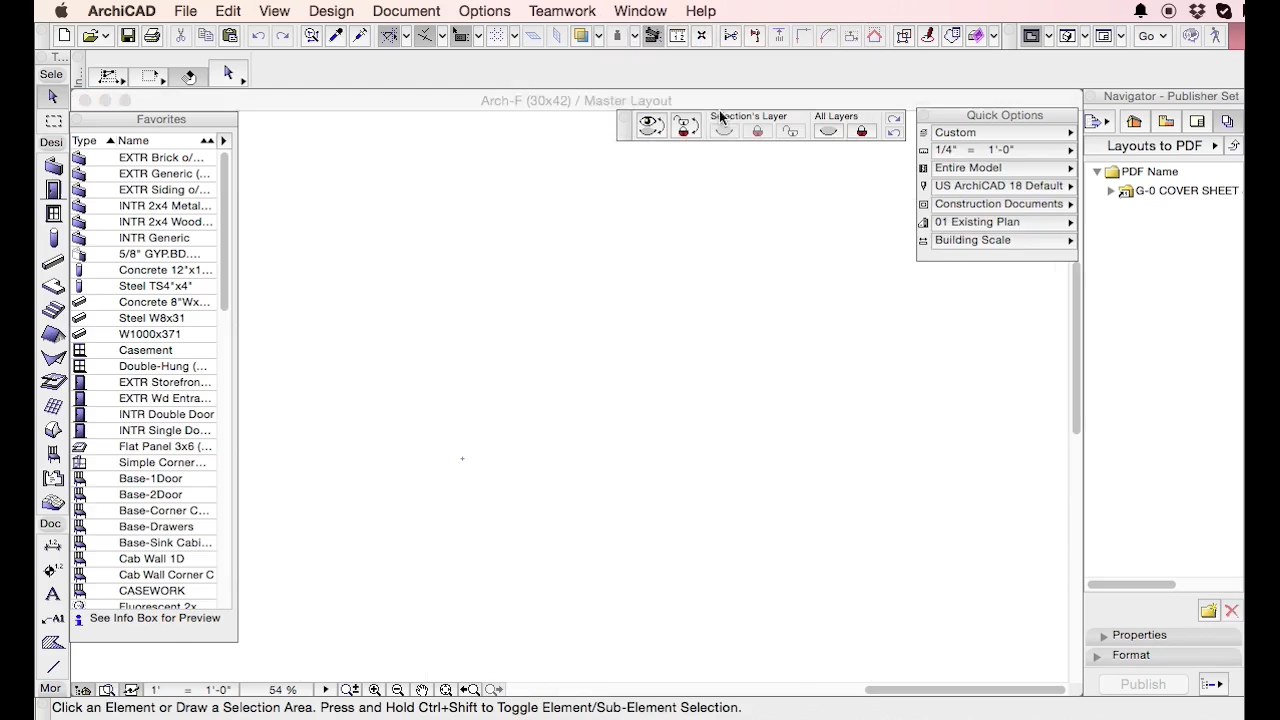 ArchiCAD File Edit View Design Document Options Teamwork Window Help
Go
T...
Sele
Arch-F (30x42) / Master Layout
Navigator - Publisher Set
Favorites
Selection's Layer All Layers
Quick Options
Type Name
Desi
Custom
1/4" = 1'-0"
Entire Model
US ArchiCAD 18 Default
Construction Documents
01 Existing Plan
Building Scale
Layouts to PDF
PDF Name
G-0 COVER SHEET
EXTR Brick o/...
EXTR Generic (...
EXTR Siding o/...
INTR 2x4 Metal...
INTR 2x4 Wood...
INTR Generic
5/8" GYP.BD....
Concrete 12"x1...
Steel TS4"x4"
Concrete 8"Wx...
Steel W8x31
W1000x371
Casement
Double-Hung (...
EXTR Storefron...
EXTR Wd Entra...
INTR Double Door
INTR Single Do...
Flat Panel 3x6 (...
Simple Corner...
Base-1Door
Base-2Door
Base-Corner C...
Base-Drawers
Base-Sink Cabi...
Cab Wall 1D
Cab Wall Corner C
CASEWORK
Fluorescent 2x
See Info Box for Preview
Doc
1.2
1.2
A
A1
Mor
Properties
Format
Publish
1' = 1'-0" 54 %
Click an Element or Draw a Selection Area. Press and Hold Ctrl+Shift to Toggle Element/Sub-Element Selection.